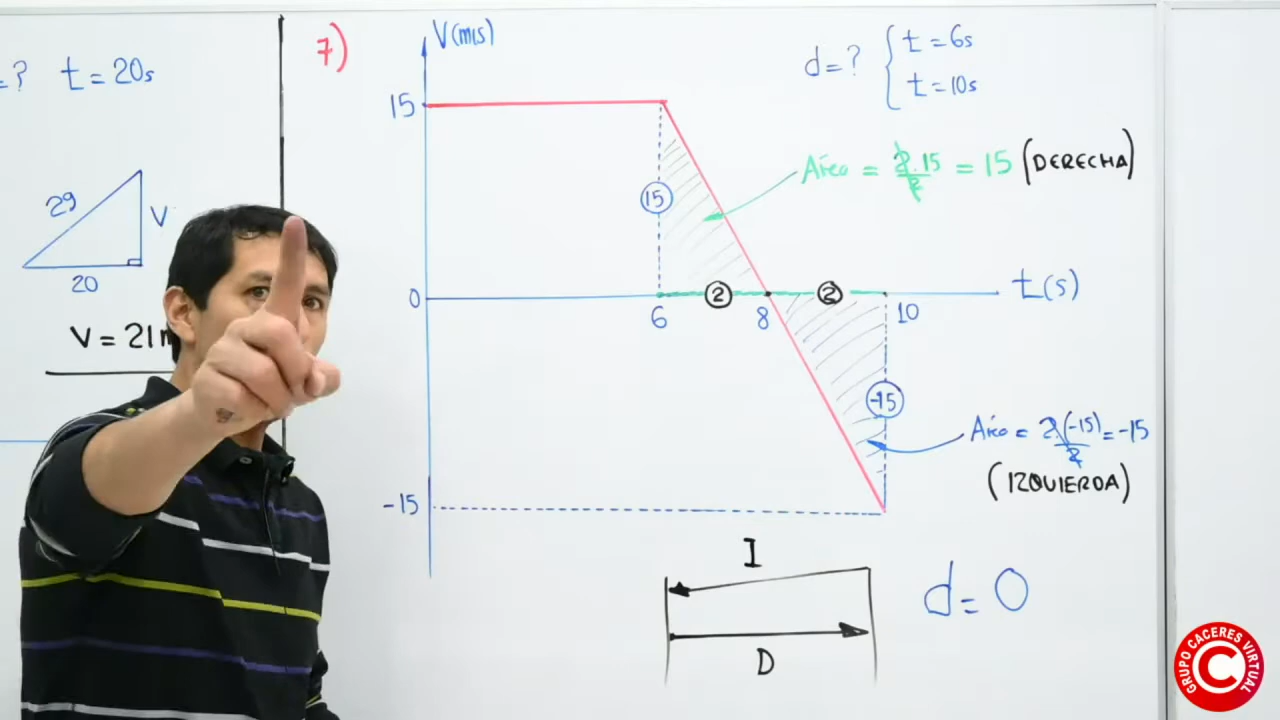 =? t = 20s
29
V
20
V = 21m
7)
V(m/s)
15
0
-15
15
2
2
6
8
10
t(s)
-15
d = ? { t = 6s
t = 10s
Área = 2.15/2 = 15 (DERECHA)
Área = 2(-15)/2 = -15
(IZQUIERDA)
I
D
d = 0
GRUPO CACERES VIRTUAL
C